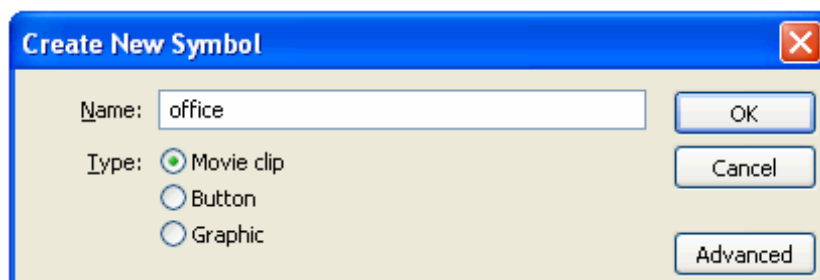 Create New Symbol
Name: office OK
Type: Movie clip Cancel
Button
Graphic
Advanced